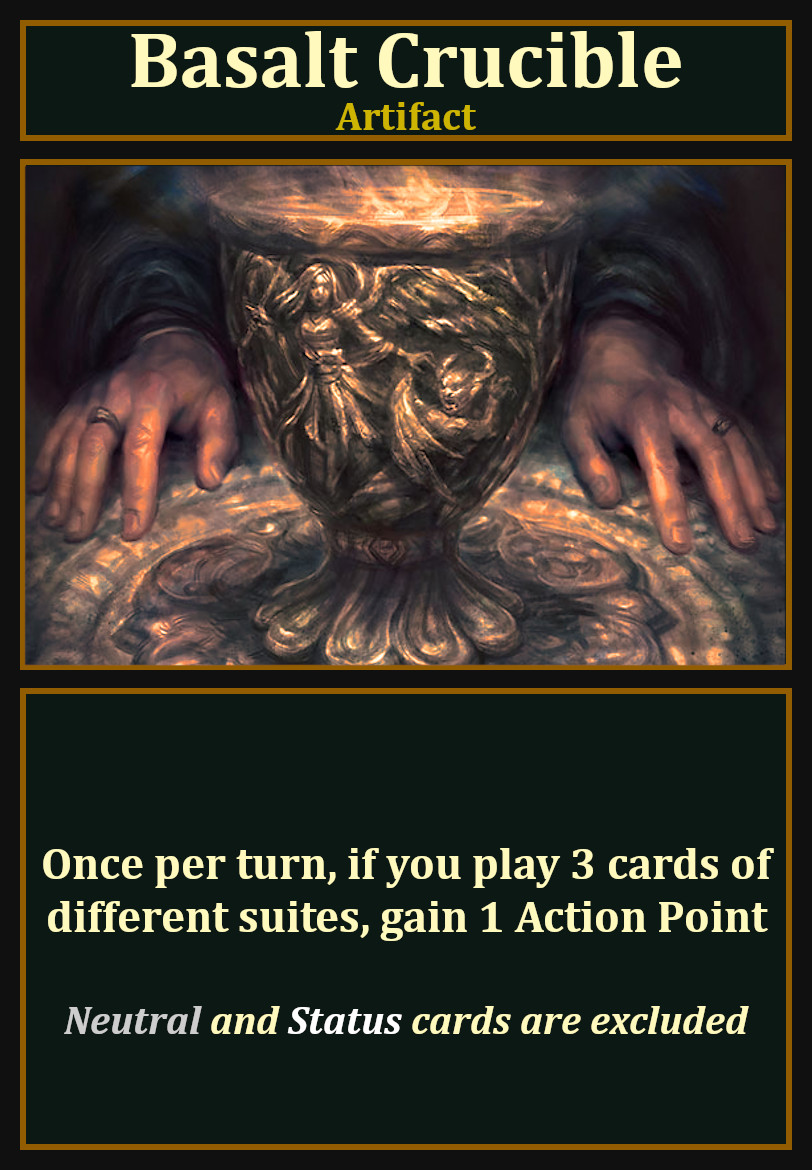 Basalt Crucible
Artifact
Once per turn, if you play 3 cards of
different suites, gain 1 Action Point
Neutral and Status cards are excluded